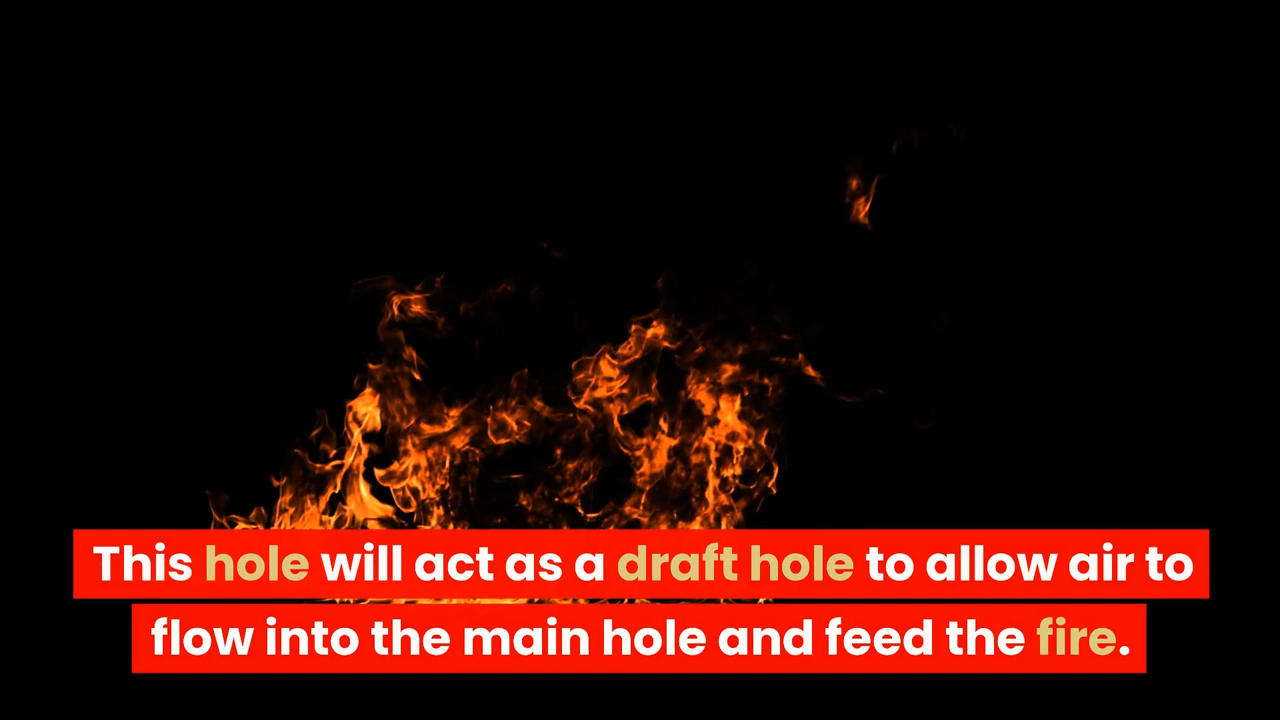 This hole will act as a draft hole to allow air to
flow into the main hole and feed the fire.